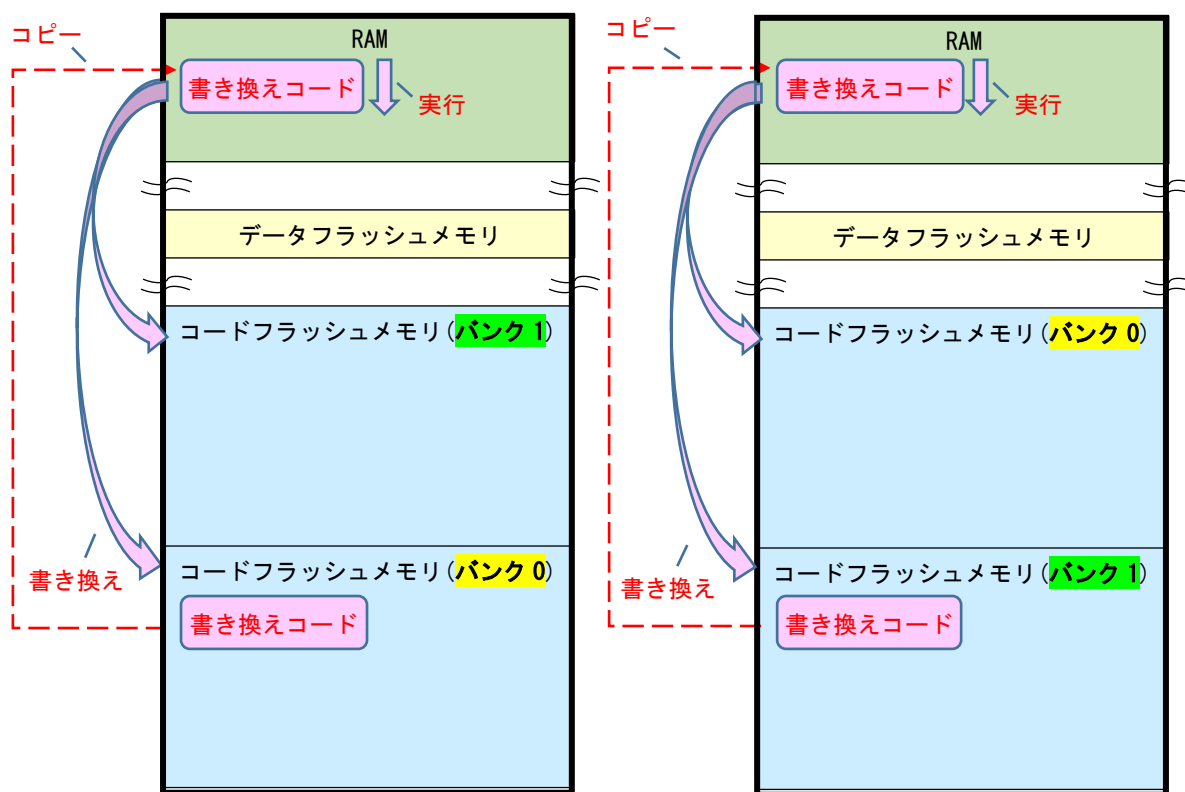 コピー
RAM
書き換えコード
実行
データフラッシュメモリ
コードフラッシュメモリ(バンク 1)
コードフラッシュメモリ(バンク 0)
書き換え
書き換えコード
コピー
RAM
書き換えコード
実行
データフラッシュメモリ
コードフラッシュメモリ(バンク 0)
コードフラッシュメモリ(バンク 1)
書き換え
書き換えコード